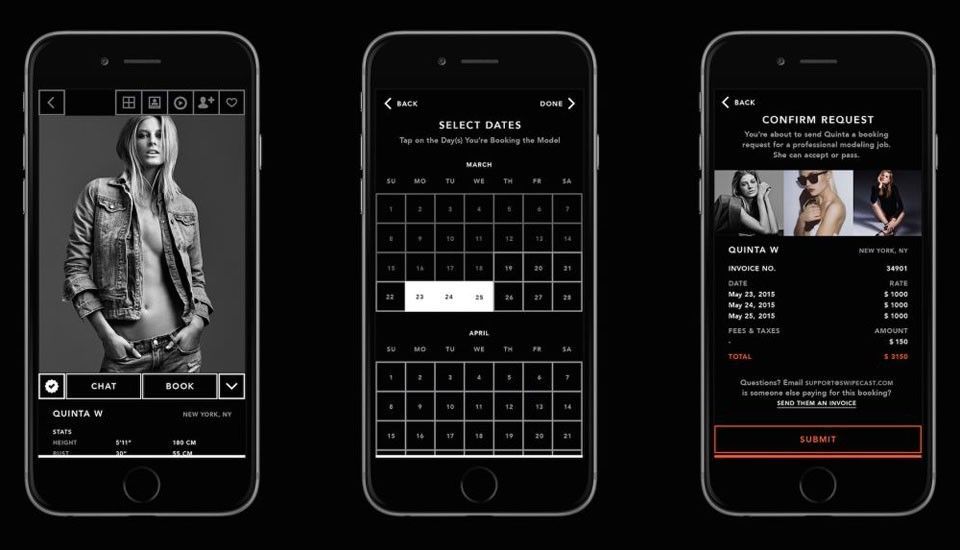 CHAT
BOOK
QUINTA W
NEW YORK, NY
STATS
HEIGHT 5'11" 180 CM
BUST 30" 55 CM
BACK
DONE
SELECT DATES
Tap on the Day(s) You're Booking the Model
MARCH
SU MO TU WE TH FR SA
1 2 3 4 5 6 7
8 9 10 11 12 13 14
15 16 17 18 19 20 21
22 23 24 25 26 27 28
APRIL
SU MO TU WE TH FR SA
1 2 3 4 5 6 7
8 9 10 11 12 13 14
15 16 17 18 19 20 21
BACK
CONFIRM REQUEST
You're about to send Quinta a booking
request for a professional modeling job.
She can accept or pass.
QUINTA W NEW YORK, NY
INVOICE NO. 34901
DATE RATE
May 23, 2015 $ 1000
May 24, 2015 $ 1000
May 25, 2015 $ 1000
FEES & TAXES AMOUNT
- $ 150
TOTAL $ 3150
Questions? Email SUPPORT@SWIPECAST.COM
is someone else paying for this booking?
SEND THEM AN INVOICE
SUBMIT